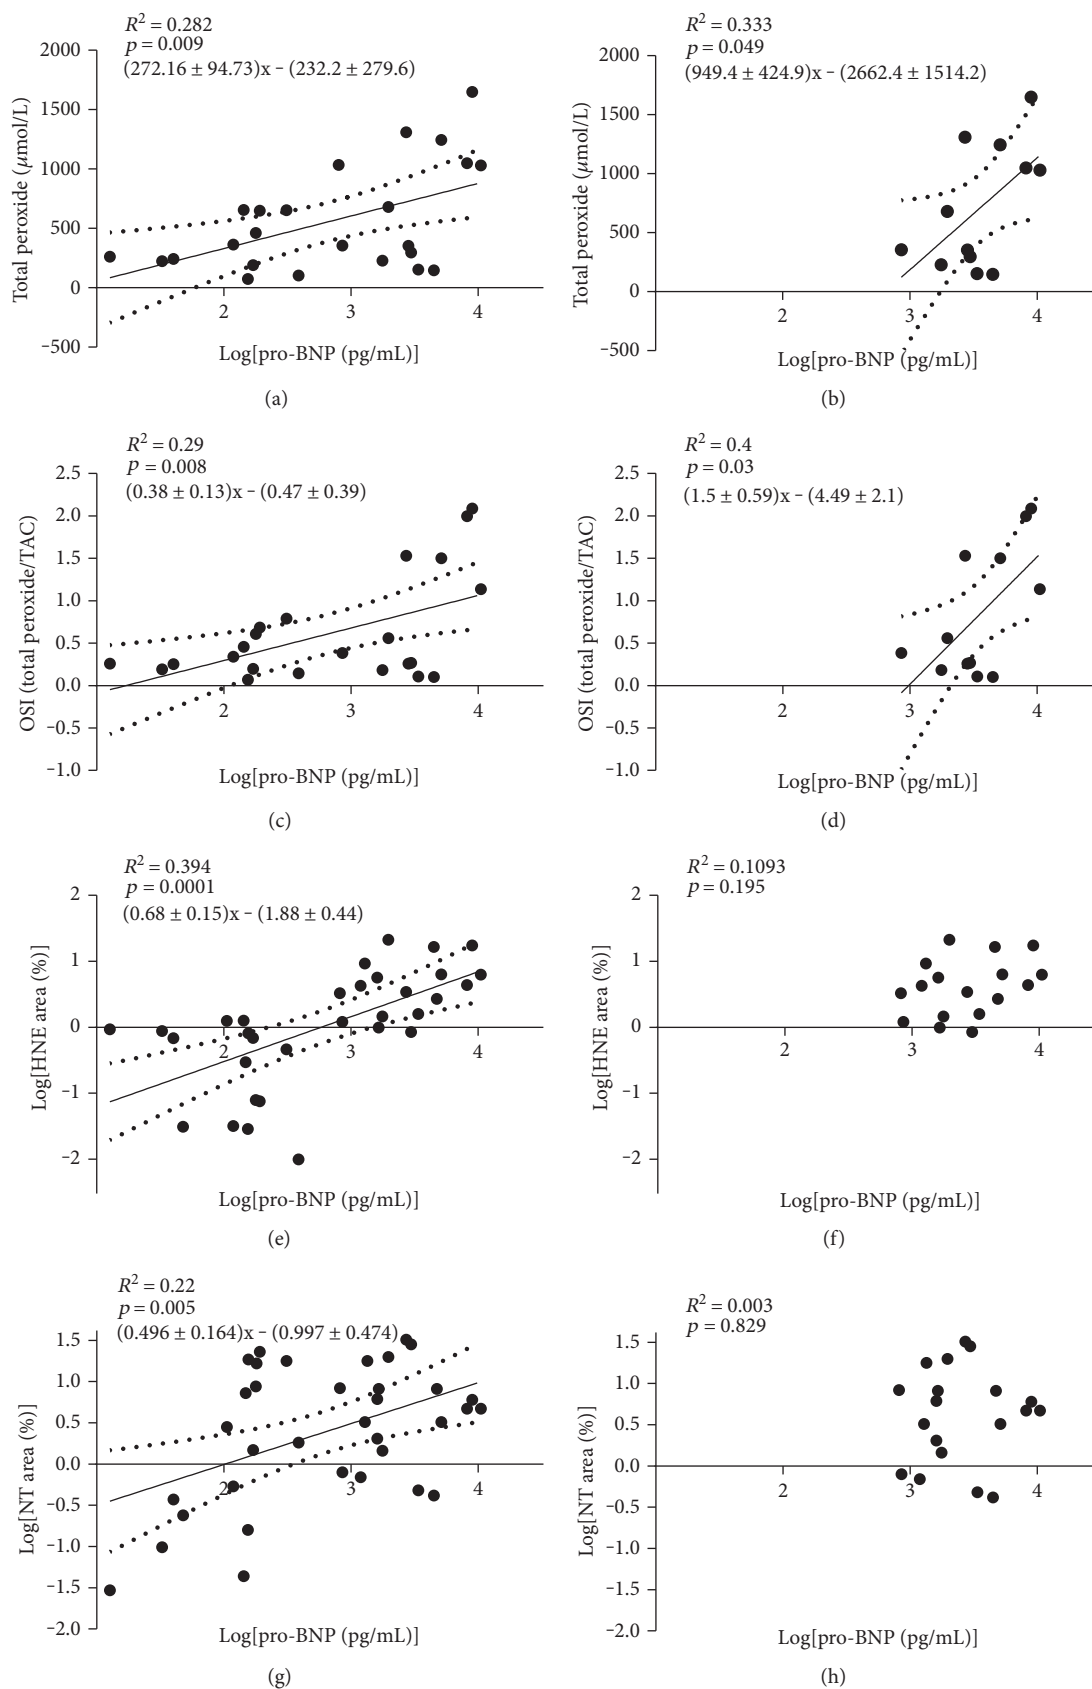 R² = 0.282
p = 0.009
(272.16 ± 94.73)x − (232.2 ± 279.6)
2000
1500
1000
500
0
−500
2 3 4
Total peroxide (μmol/L)
Log[pro-BNP (pg/mL)]
(a)
R² = 0.333
p = 0.049
(949.4 ± 424.9)x − (2662.4 ± 1514.2)
2000
1500
1000
500
0
−500
2 3 4
Total peroxide (μmol/L)
Log[pro-BNP (pg/mL)]
(b)
R² = 0.29
p = 0.008
(0.38 ± 0.13)x − (0.47 ± 0.39)
2.5
2.0
1.5
1.0
0.5
0.0
−0.5
−1.0
2 3 4
OSI (total peroxide/TAC)
Log[pro-BNP (pg/mL)]
(c)
R² = 0.4
p = 0.03
(1.5 ± 0.59)x − (4.49 ± 2.1)
2.5
2.0
1.5
1.0
0.5
0.0
−0.5
−1.0
2 3 4
OSI (total peroxide/TAC)
Log[pro-BNP (pg/mL)]
(d)
R² = 0.394
p = 0.0001
(0.68 ± 0.15)x − (1.88 ± 0.44)
2
1
0
−1
−2
2 3 4
Log[HNE area (%)]
Log[pro-BNP (pg/mL)]
(e)
R² = 0.1093
p = 0.195
2
1
0
−1
−2
2 3 4
Log[HNE area (%)]
Log[pro-BNP (pg/mL)]
(f)
R² = 0.22
p = 0.005
(0.496 ± 0.164)x − (0.997 ± 0.474)
1.5
1.0
0.5
0.0
−0.5
−1.0
−1.5
−2.0
2 3 4
Log[NT area (%)]
Log[pro-BNP (pg/mL)]
(g)
R² = 0.003
p = 0.829
1.5
1.0
0.5
0.0
−0.5
−1.0
−1.5
−2.0
2 3 4
Log[NT area (%)]
Log[pro-BNP (pg/mL)]
(h)